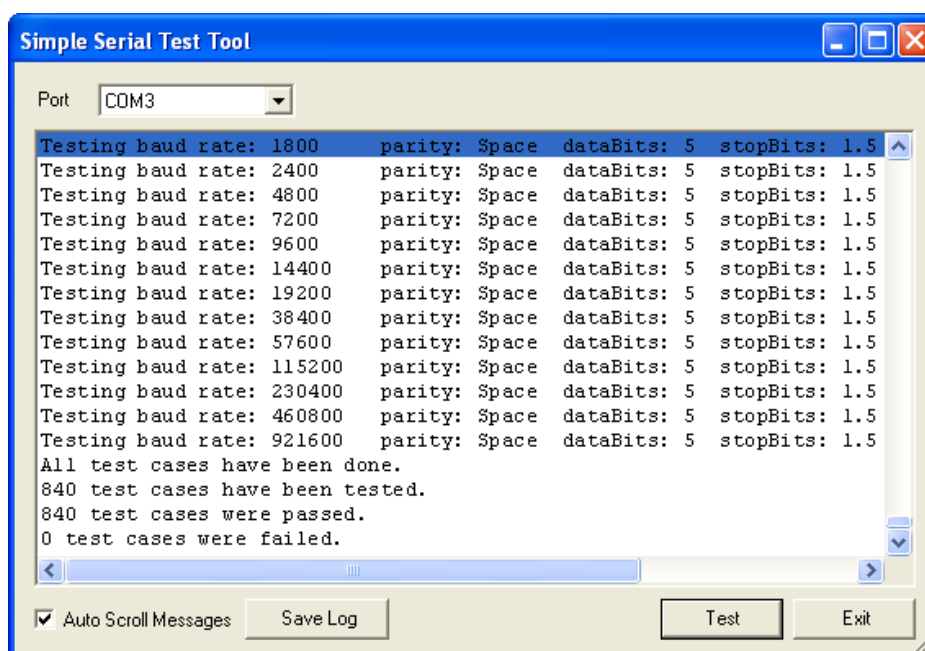 Simple Serial Test Tool
Port COM3
Testing baud rate: 1800 parity: Space dataBits: 5 stopBits: 1.5
Testing baud rate: 2400 parity: Space dataBits: 5 stopBits: 1.5
Testing baud rate: 4800 parity: Space dataBits: 5 stopBits: 1.5
Testing baud rate: 7200 parity: Space dataBits: 5 stopBits: 1.5
Testing baud rate: 9600 parity: Space dataBits: 5 stopBits: 1.5
Testing baud rate: 14400 parity: Space dataBits: 5 stopBits: 1.5
Testing baud rate: 19200 parity: Space dataBits: 5 stopBits: 1.5
Testing baud rate: 38400 parity: Space dataBits: 5 stopBits: 1.5
Testing baud rate: 57600 parity: Space dataBits: 5 stopBits: 1.5
Testing baud rate: 115200 parity: Space dataBits: 5 stopBits: 1.5
Testing baud rate: 230400 parity: Space dataBits: 5 stopBits: 1.5
Testing baud rate: 460800 parity: Space dataBits: 5 stopBits: 1.5
Testing baud rate: 921600 parity: Space dataBits: 5 stopBits: 1.5
All test cases have been done.
840 test cases have been tested.
840 test cases were passed.
0 test cases were failed.
Auto Scroll Messages Save Log Test Exit